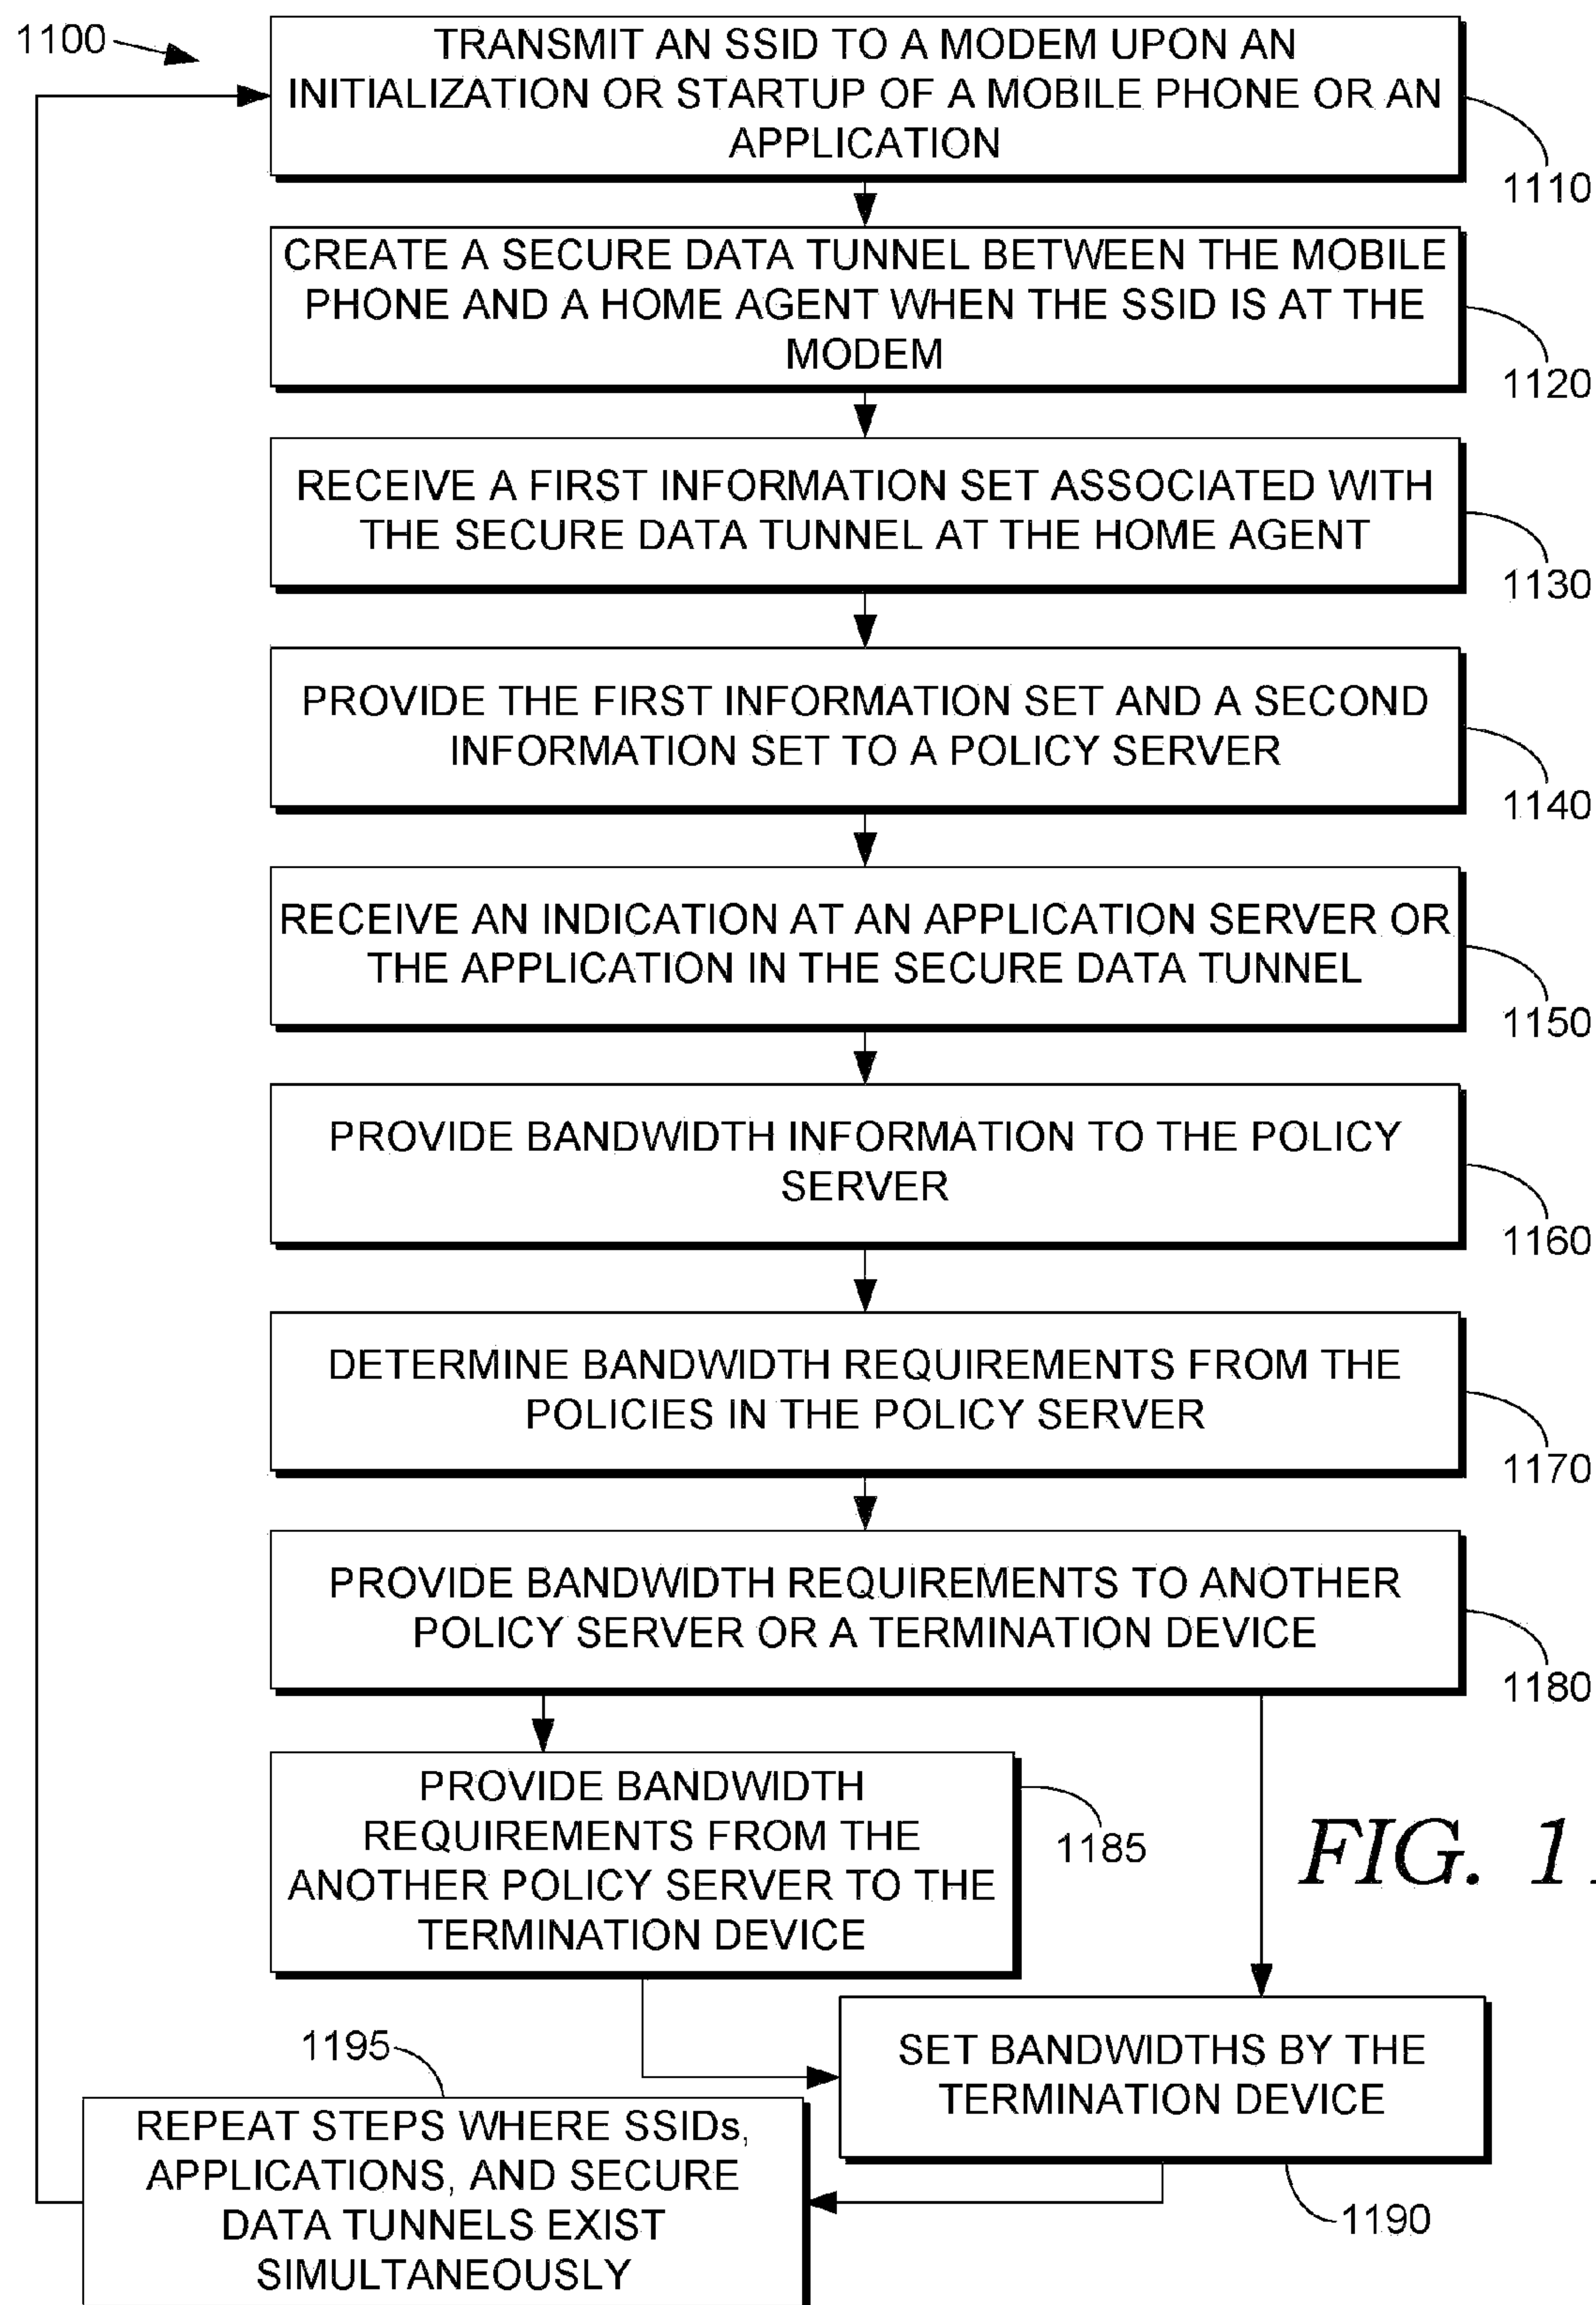 1100
TRANSMIT AN SSID TO A MODEM UPON AN
INITIALIZATION OR STARTUP OF A MOBILE PHONE OR AN
APPLICATION
1110
CREATE A SECURE DATA TUNNEL BETWEEN THE MOBILE
PHONE AND A HOME AGENT WHEN THE SSID IS AT THE
MODEM
1120
RECEIVE A FIRST INFORMATION SET ASSOCIATED WITH
THE SECURE DATA TUNNEL AT THE HOME AGENT
1130
PROVIDE THE FIRST INFORMATION SET AND A SECOND
INFORMATION SET TO A POLICY SERVER
1140
RECEIVE AN INDICATION AT AN APPLICATION SERVER OR
THE APPLICATION IN THE SECURE DATA TUNNEL
1150
PROVIDE BANDWIDTH INFORMATION TO THE POLICY
SERVER
1160
DETERMINE BANDWIDTH REQUIREMENTS FROM THE
POLICIES IN THE POLICY SERVER
1170
PROVIDE BANDWIDTH REQUIREMENTS TO ANOTHER
POLICY SERVER OR A TERMINATION DEVICE
1180
PROVIDE BANDWIDTH
REQUIREMENTS FROM THE
ANOTHER POLICY SERVER TO THE
TERMINATION DEVICE
1185
FIG. 11
SET BANDWIDTHS BY THE
TERMINATION DEVICE
1190
1195
REPEAT STEPS WHERE SSIDs,
APPLICATIONS, AND SECURE
DATA TUNNELS EXIST
SIMULTANEOUSLY